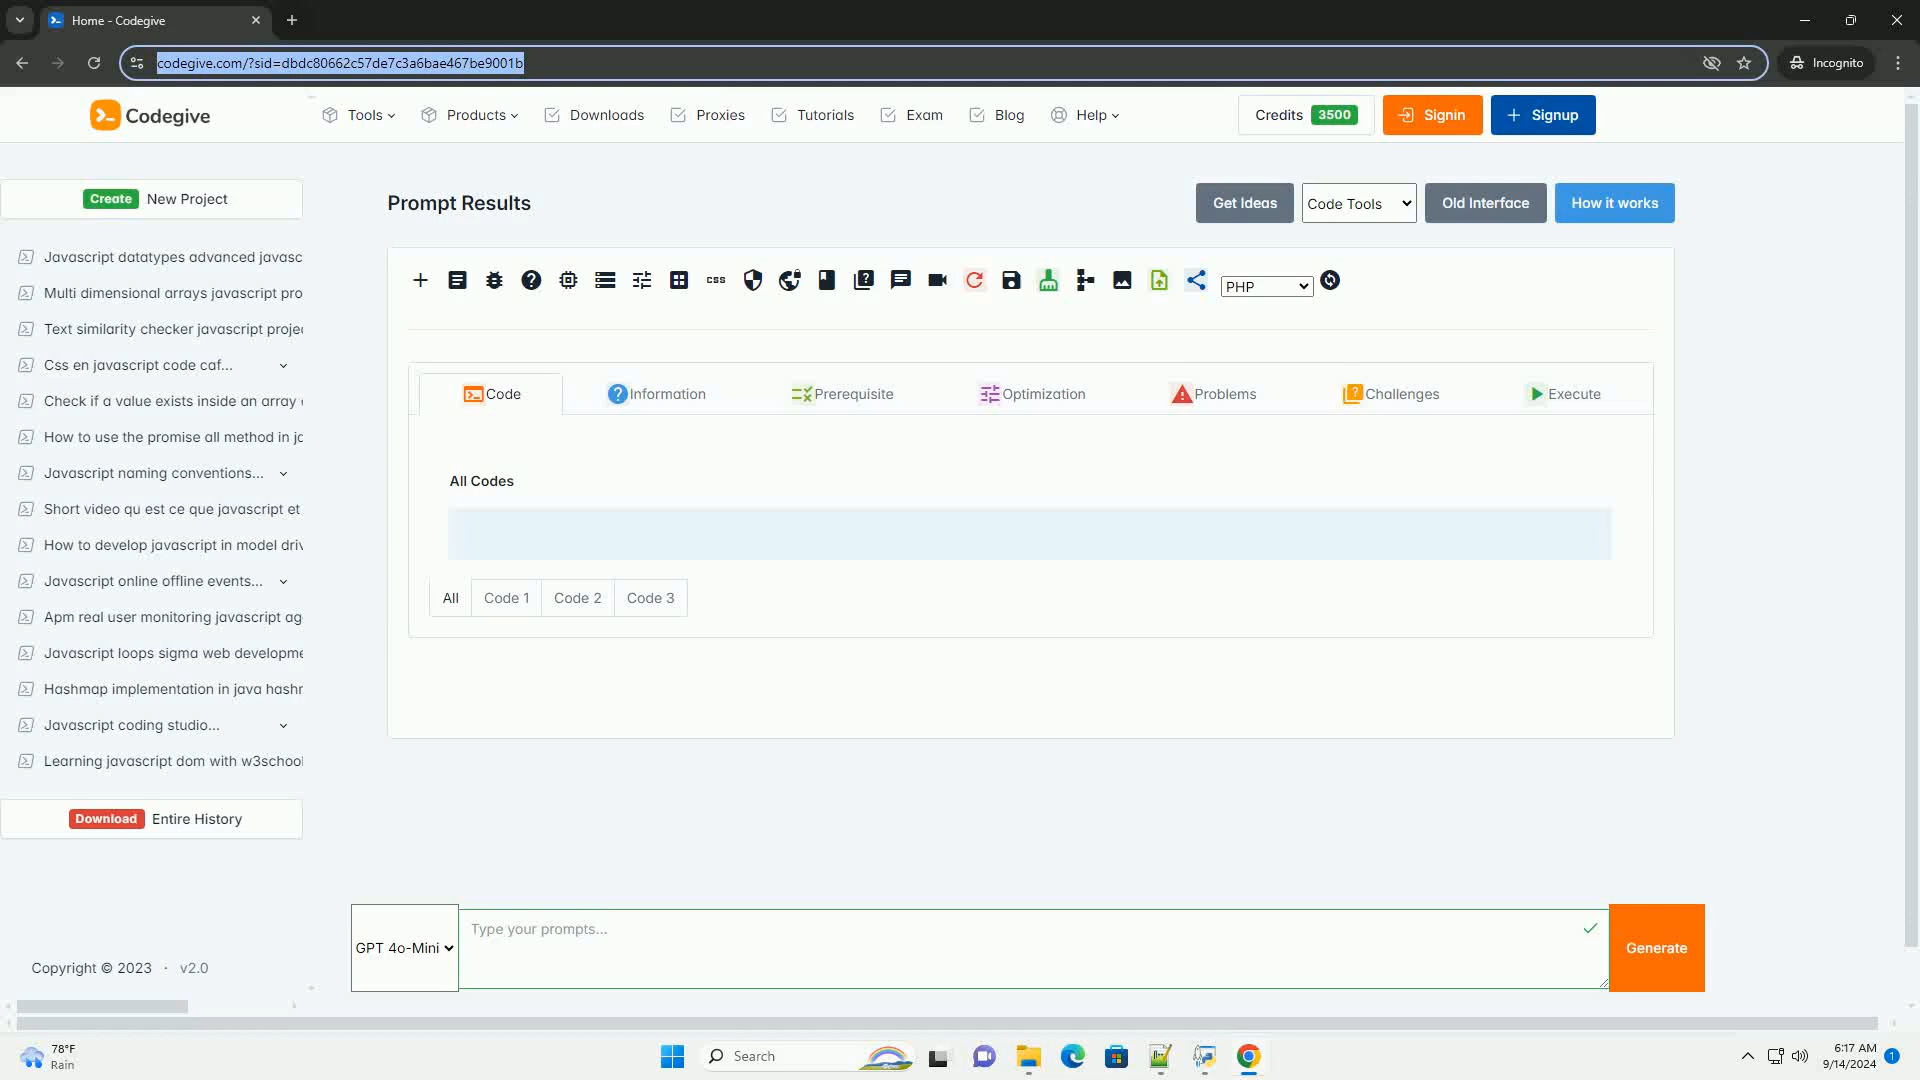 Home - Codegive
codegive.com/?sid=dbdc80662c57de7c3a6bae467be9001b
Incognito
Codegive
Tools
Products
Downloads
Proxies
Tutorials
Exam
Blog
Help
Credits 3500
Signin
Signup
Create New Project
Javascript datatypes advanced javasc
Multi dimensional arrays javascript pro
Text similarity checker javascript proje
Css en javascript code caf...
Check if a value exists inside an array
How to use the promise all method in jc
Javascript naming conventions...
Short video qu est ce que javascript et
How to develop javascript in model driv
Javascript online offline events...
Apm real user monitoring javascript ag
Javascript loops sigma web developme
Hashmap implementation in java hashr
Javascript coding studio...
Learning javascript dom with w3school
Download Entire History
Copyright © 2023 · v2.0
Prompt Results
Get Ideas
Code Tools
Old Interface
How it works
css
PHP
Code
Information
Prerequisite
Optimization
Problems
Challenges
Execute
All Codes
All
Code 1
Code 2
Code 3
GPT 4o-Mini
Type your prompts...
Generate
78°F
Rain
Search
6:17 AM
9/14/2024
1